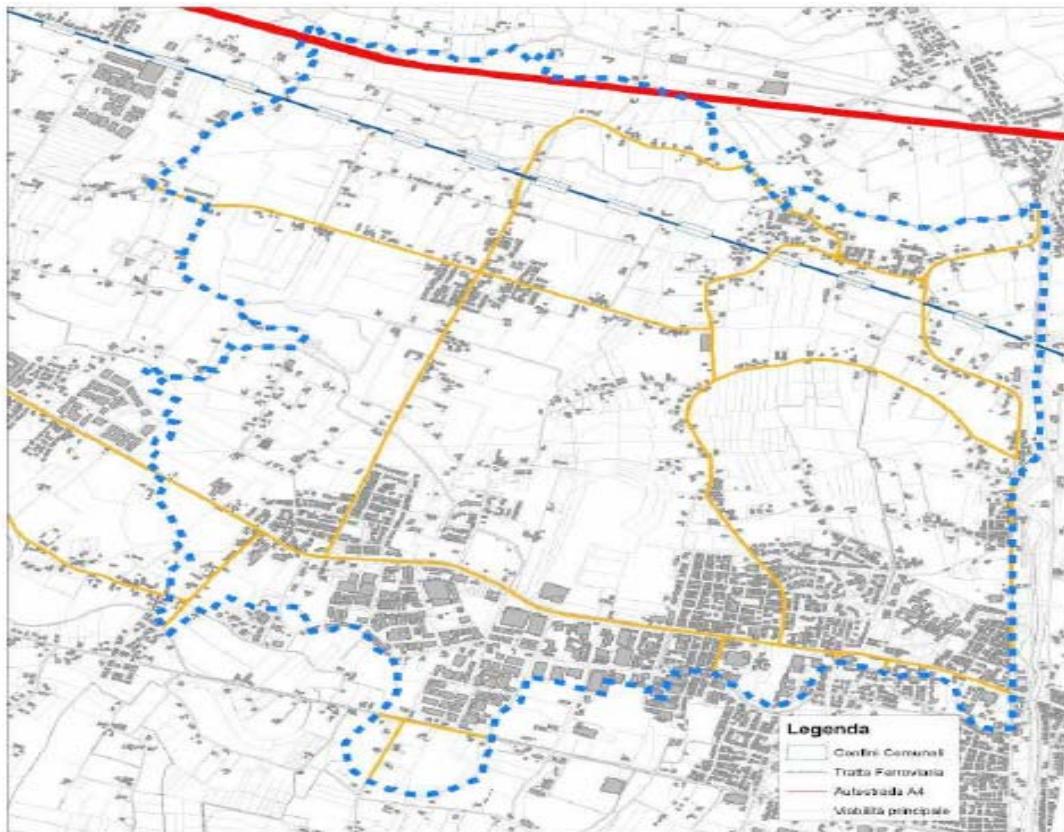 Legenda
Confini Comunali
Tratta Ferroviaria
Autostrada A4
Viabilità principale